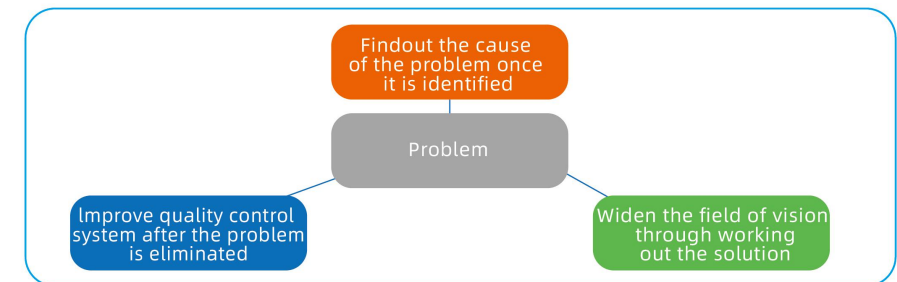 Findout the cause
of the problem once
it is identified
Problem
Improve quality control
system after the problem
is eliminated
Widen the field of vision
through working
out the solution